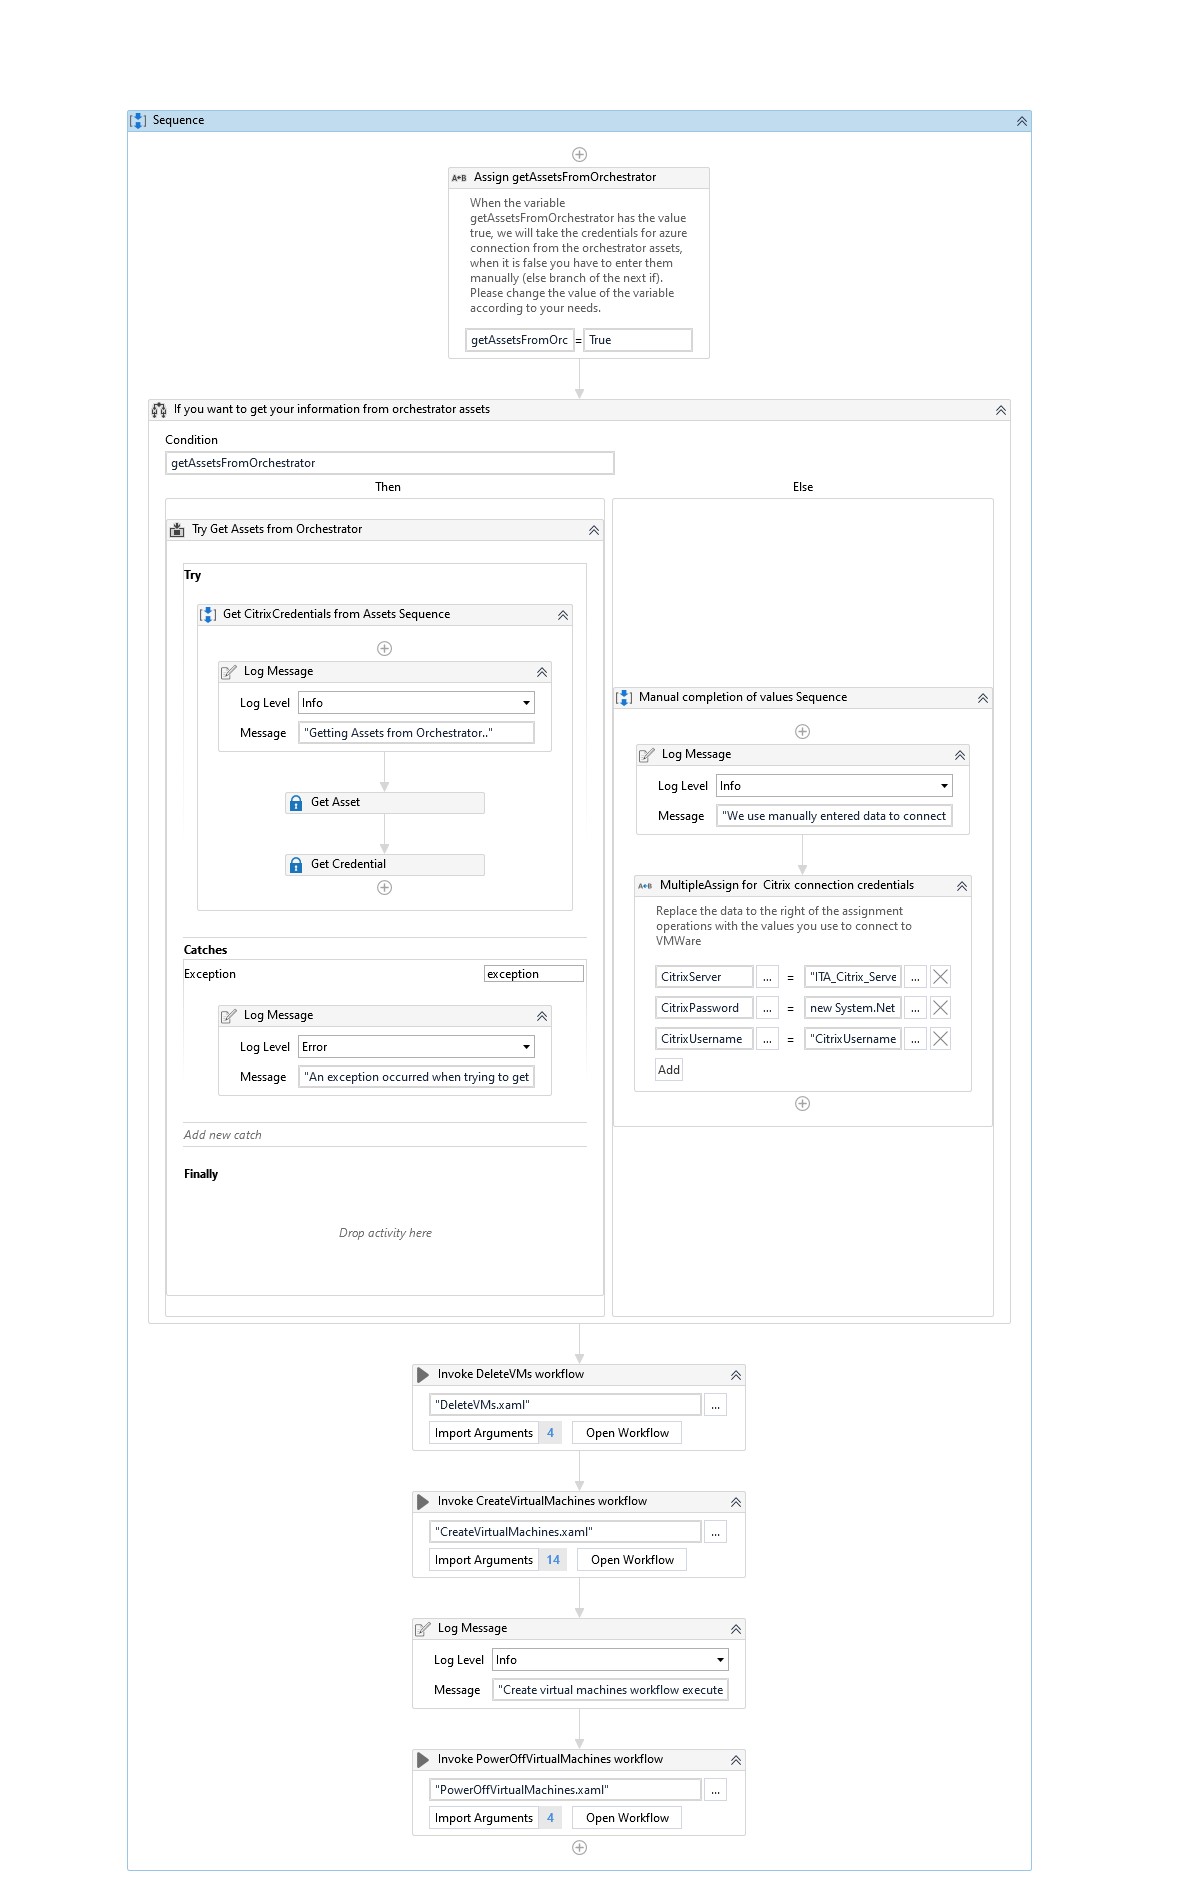 Sequence
A+B Assign getAssetsFromOrchestrator
When the variable
getAssetsFromOrchestrator has the value
true, we will take the credentials for azure
connection from the orchestrator assets,
when it is false you have to enter them
manually (else branch of the next if).
Please change the value of the variable
according to your needs.
getAssetsFromOrc = True
If you want to get your information from orchestrator assets
Condition
getAssetsFromOrchestrator
Then
Else
Try Get Assets from Orchestrator
Try
Get CitrixCredentials from Assets Sequence
Log Message
Log Level Info
Message "Getting Assets from Orchestrator.."
Get Asset
Get Credential
Catches
Exception exception
Log Message
Log Level Error
Message "An exception occurred when trying to get
Add new catch
Finally
Drop activity here
Manual completion of values Sequence
Log Message
Log Level Info
Message "We use manually entered data to connect
A+B MultipleAssign for  Citrix connection credentials
Replace the data to the right of the assignment
operations with the values you use to connect to
VMWare
CitrixServer ... = "ITA_Citrix_Serve ...
CitrixPassword ... = new System.Net ...
CitrixUsername ... = "CitrixUsername ...
Add
Invoke DeleteVMs workflow
"DeleteVMs.xaml" ...
Import Arguments 4 Open Workflow
Invoke CreateVirtualMachines workflow
"CreateVirtualMachines.xaml" ...
Import Arguments 14 Open Workflow
Log Message
Log Level Info
Message "Create virtual machines workflow execute
Invoke PowerOffVirtualMachines workflow
"PowerOffVirtualMachines.xaml" ...
Import Arguments 4 Open Workflow